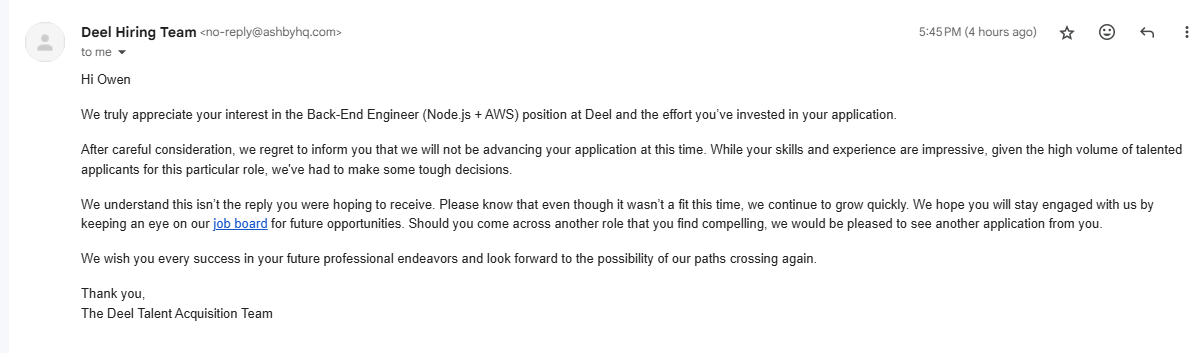 Deel Hiring Team <no-reply@ashbyhq.com> 5:45 PM (4 hours ago)
to me
Hi Owen
We truly appreciate your interest in the Back-End Engineer (Node.js + AWS) position at Deel and the effort you've invested in your application.
After careful consideration, we regret to inform you that we will not be advancing your application at this time. While your skills and experience are impressive, given the high volume of talented
applicants for this particular role, we've had to make some tough decisions.
We understand this isn't the reply you were hoping to receive. Please know that even though it wasn't a fit this time, we continue to grow quickly. We hope you will stay engaged with us by
keeping an eye on our job board for future opportunities. Should you come across another role that you find compelling, we would be pleased to see another application from you.
We wish you every success in your future professional endeavors and look forward to the possibility of our paths crossing again.
Thank you,
The Deel Talent Acquisition Team